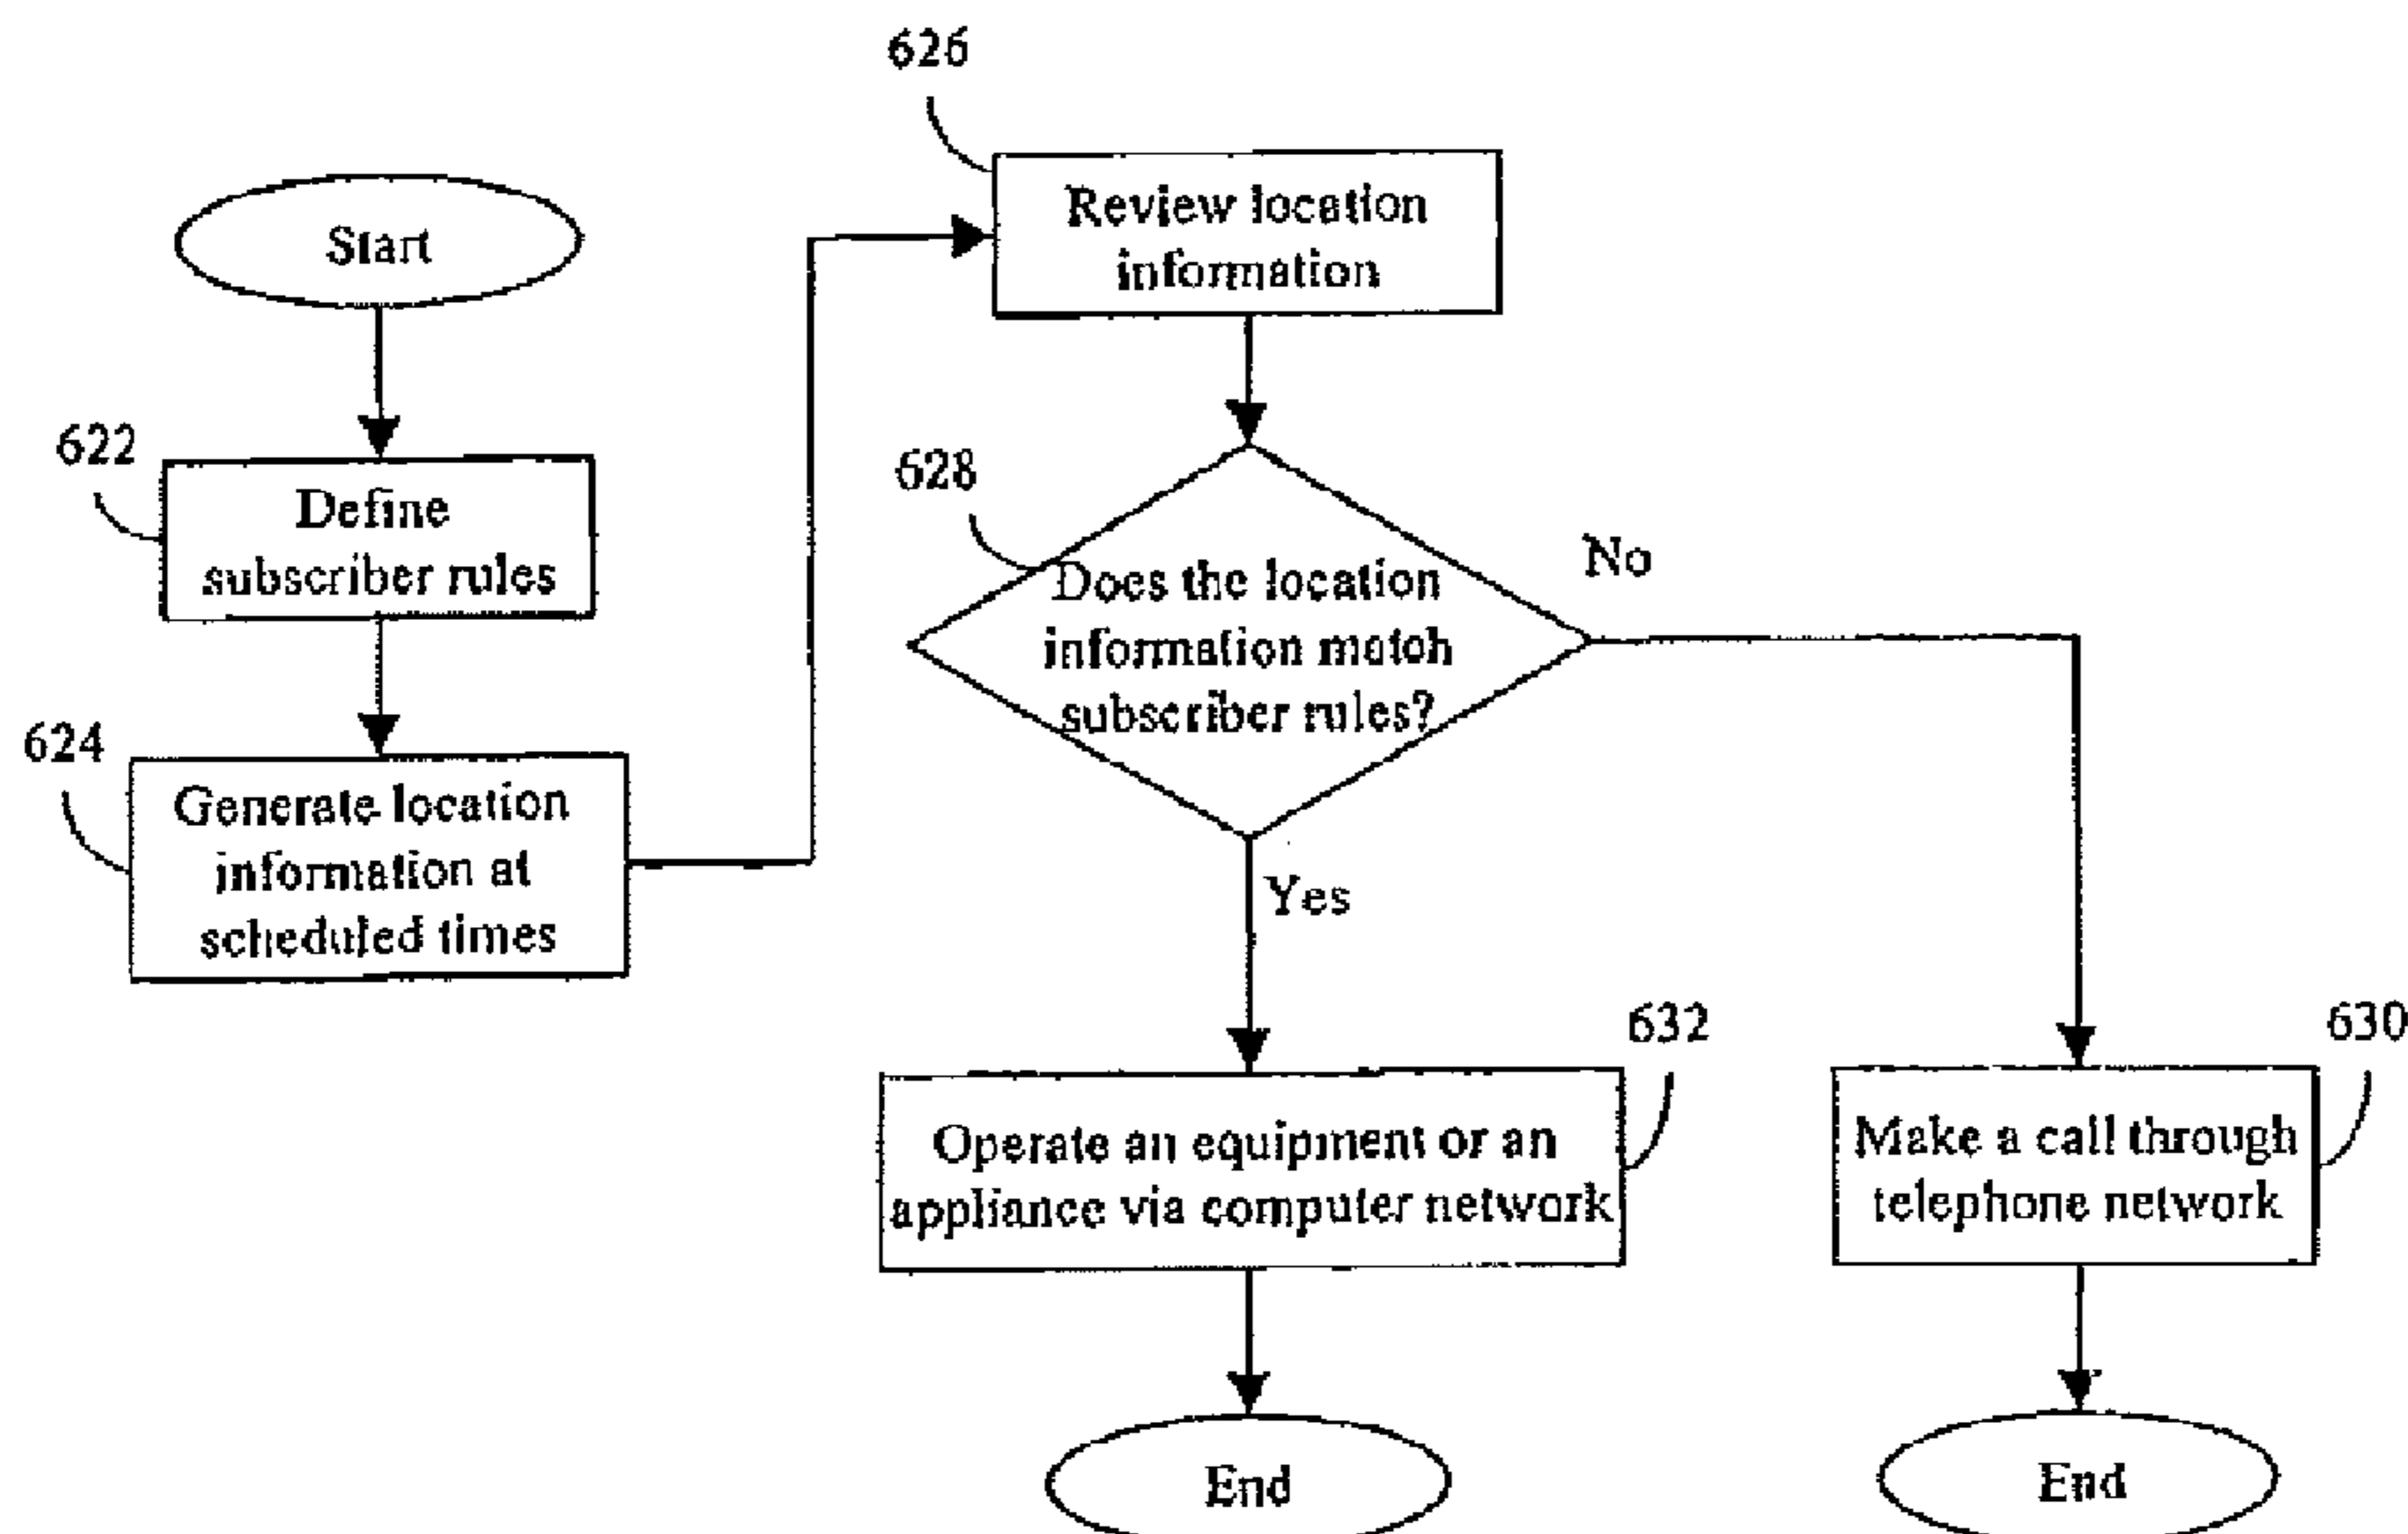 Start
622
Define
subscriber rules
624
Generate location
information at
scheduled times
626
Review location
information
628
Does the location
information match
subscriber rules?
No
Yes
632
Operate an equipment or an
appliance via computer network
630
Make a call through
telephone network
End
End